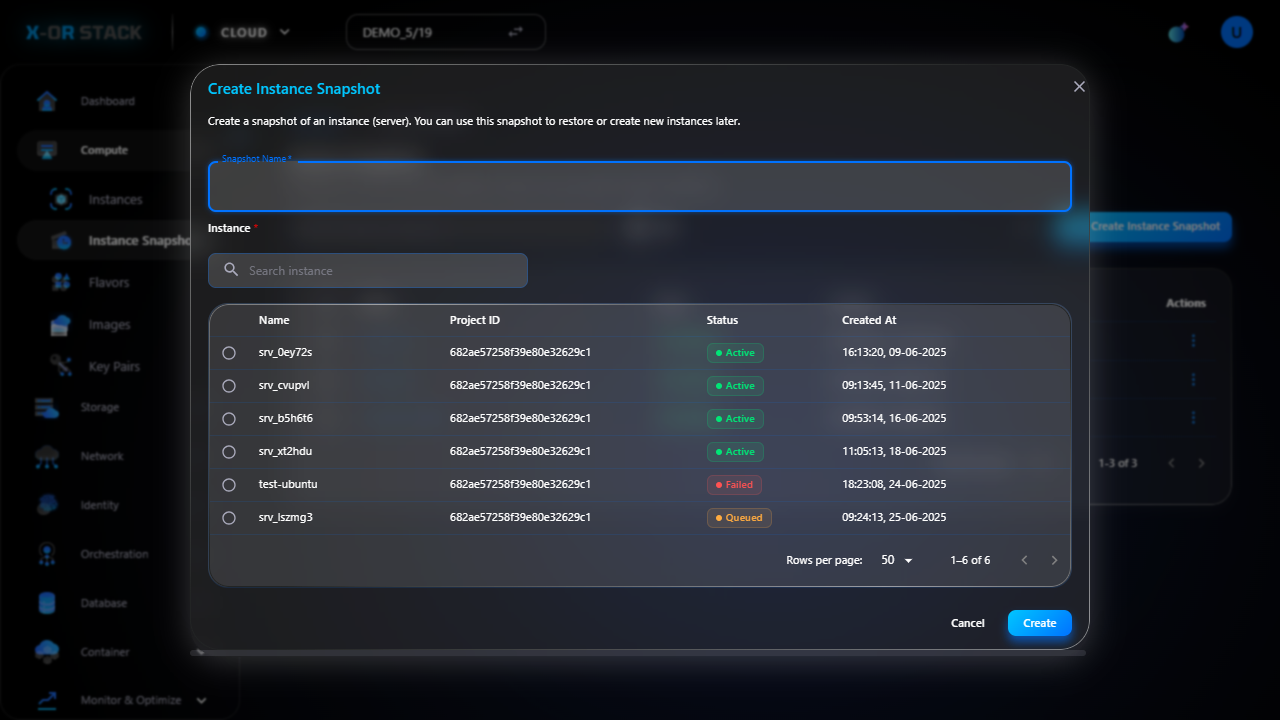 X-OR STACK
CLOUD
DEMO_5/19
U
Dashboard
Compute
Instances
Instance Snapsho
Flavors
Images
Key Pairs
Storage
Network
Identity
Orchestration
Database
Container
Monitor & Optimize
Create Instance Snapshot
Create a snapshot of an instance (server). You can use this snapshot to restore or create new instances later.
Snapshot Name *
Instance *
Search instance
Name Project ID Status Created At
srv_0ey72s 682ae57258f39e80e32629c1 Active 16:13:20, 09-06-2025
srv_cvupvl 682ae57258f39e80e32629c1 Active 09:13:45, 11-06-2025
srv_b5h6t6 682ae57258f39e80e32629c1 Active 09:53:14, 16-06-2025
srv_xt2hdu 682ae57258f39e80e32629c1 Active 11:05:13, 18-06-2025
test-ubuntu 682ae57258f39e80e32629c1 Failed 18:23:08, 24-06-2025
srv_lszmg3 682ae57258f39e80e32629c1 Queued 09:24:13, 25-06-2025
Rows per page: 50 1–6 of 6
Cancel Create
Create Instance Snapshot
Actions
1-3 of 3